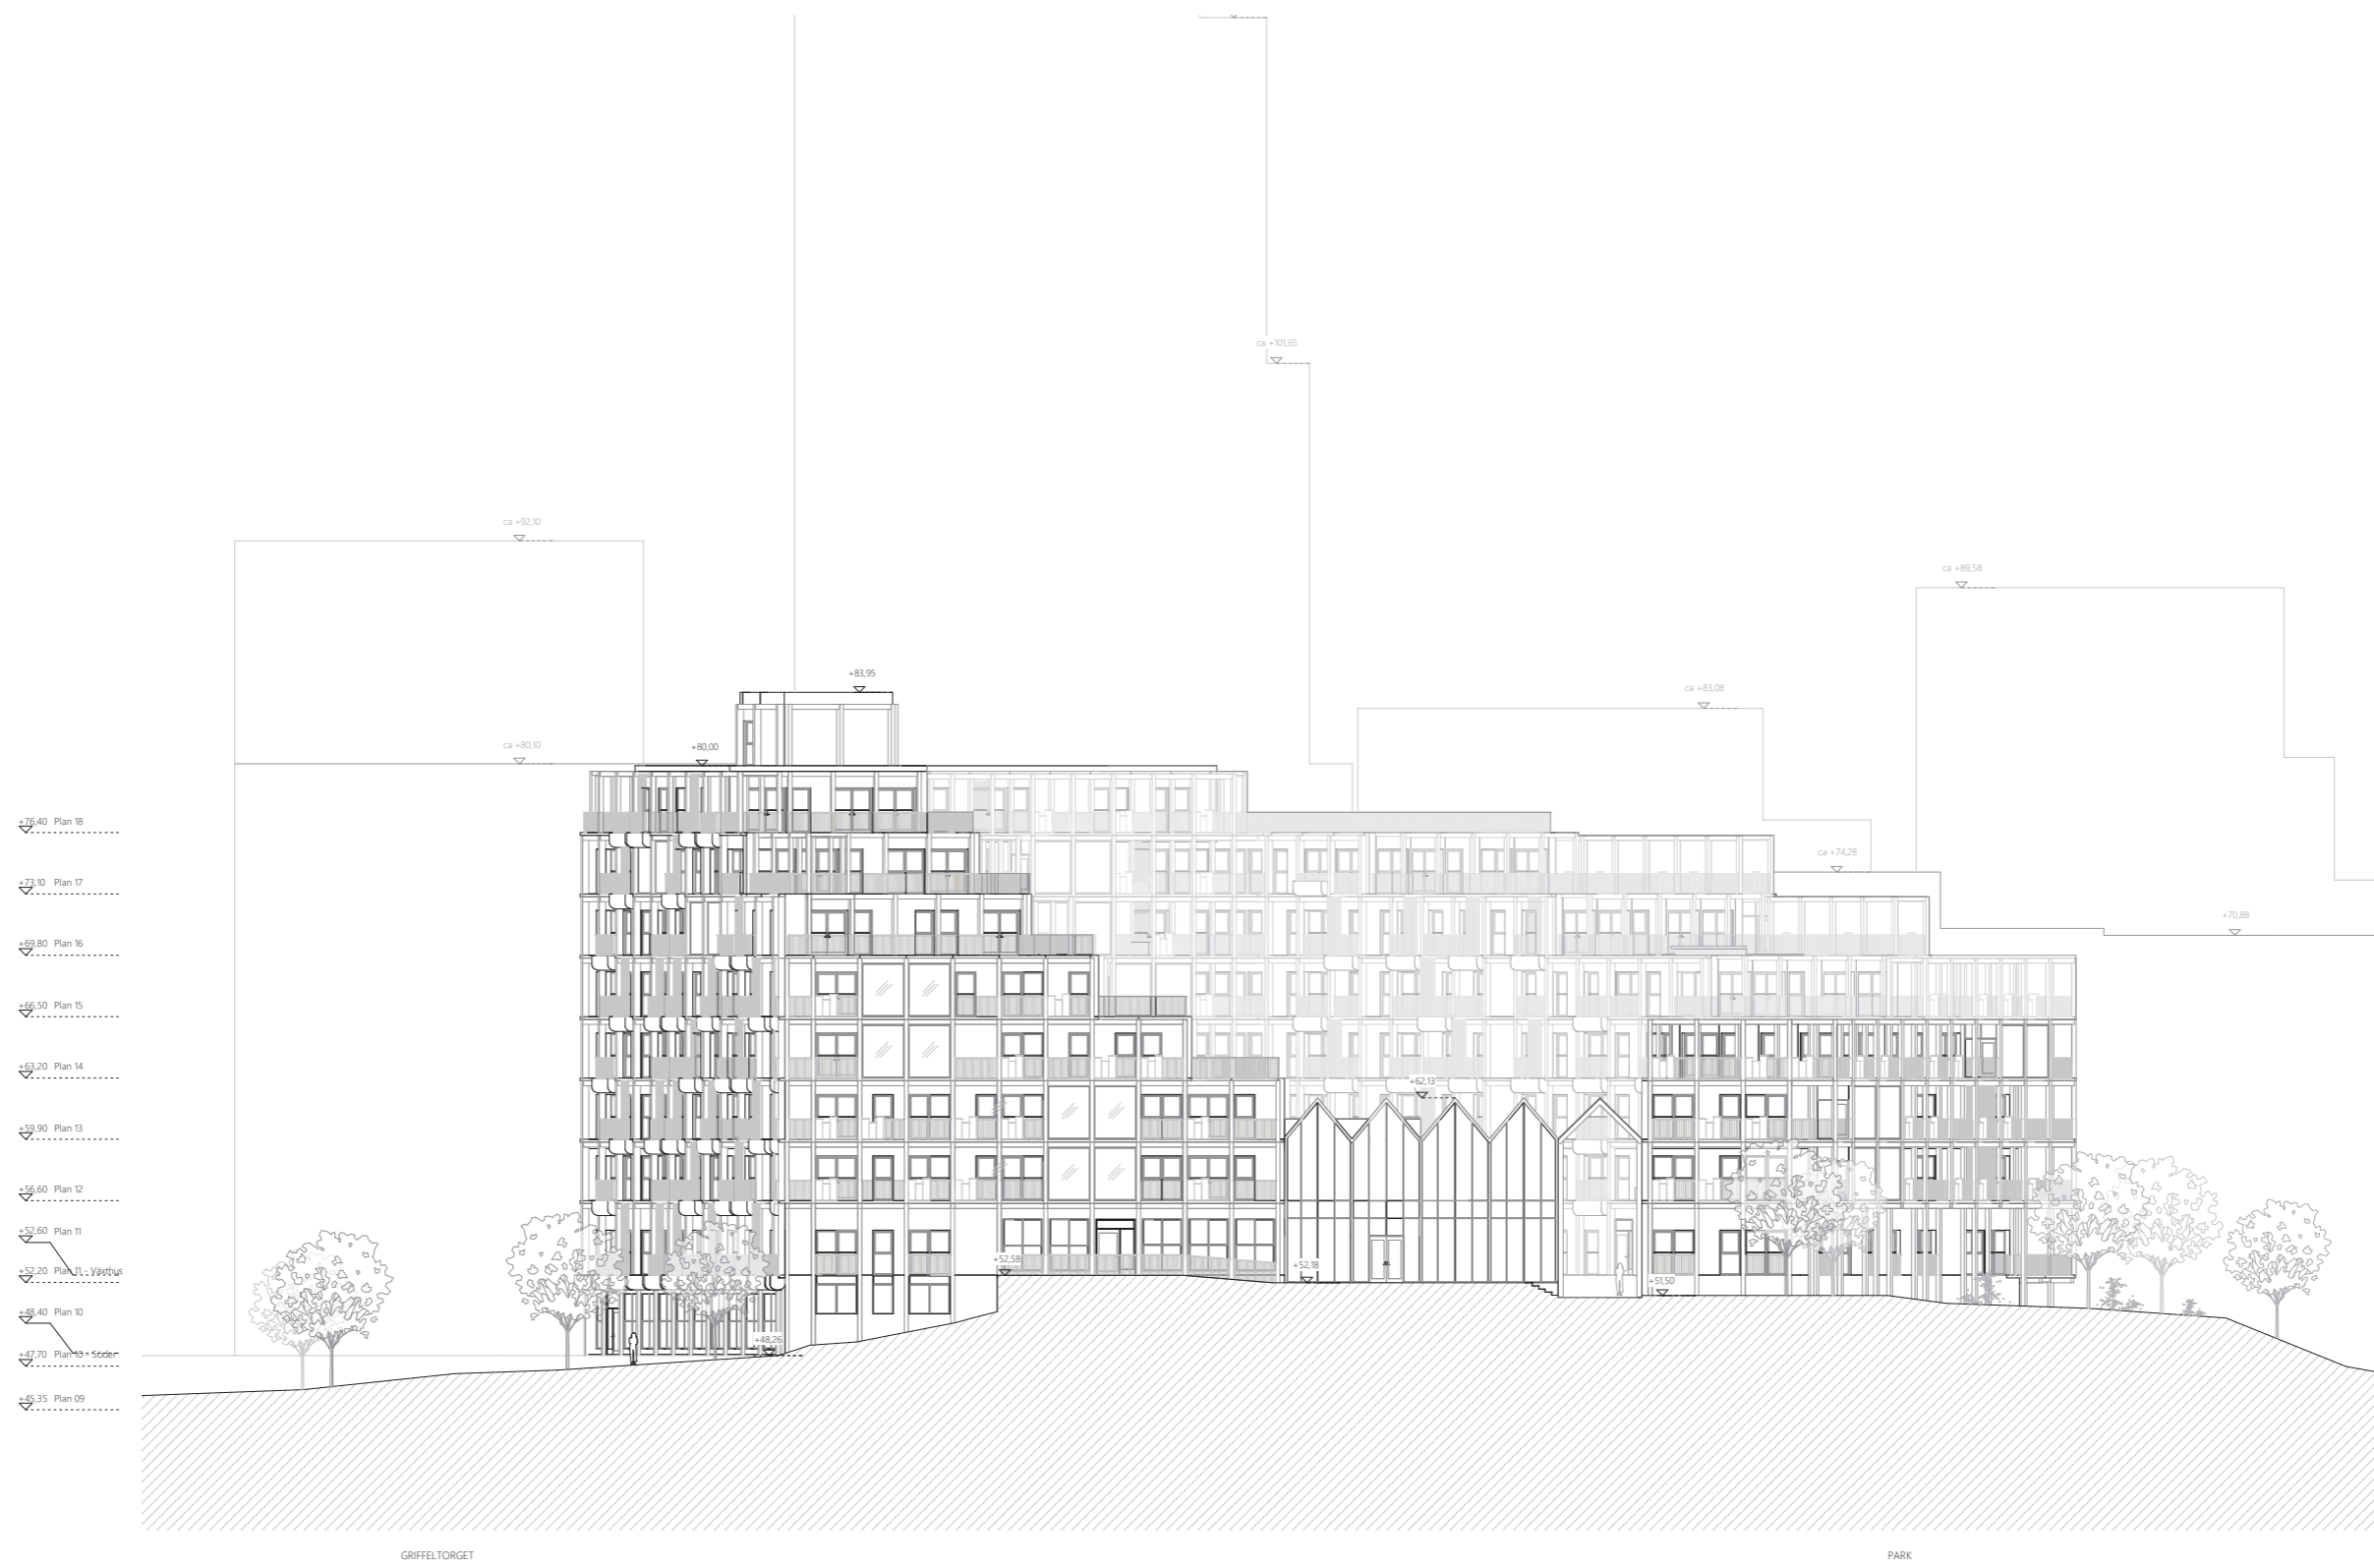 ca +101,65
ca +92,10
ca +89,58
+83,95
ca +83,08
ca +80,10
+80,00
ca +74,28
+70,88
+76,40 Plan 18
+73,10 Plan 17
+69,80 Plan 16
+66,50 Plan 15
+63,20 Plan 14
+62,13
+59,90 Plan 13
+56,60 Plan 12
+52,60 Plan 11
+52,58
+52,18
+52,20 Plan 11 - Växthus
+51,50
+48,40 Plan 10
+48,26
+47,70 Plan 10 - Söder
+45,35 Plan 09
GRIFFELTORGET
PARK